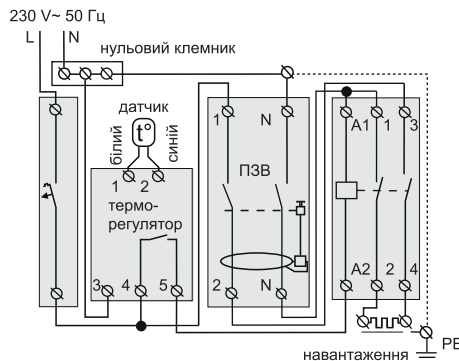 230 V~ 50 Гц
L N
нульовий клемник
датчик
t°
білий
синій
1 2
термо-
регулятор
3 4 5
1 N
ПЗВ
2 N
A1 1 3
A2 2 4
PE
навантаження